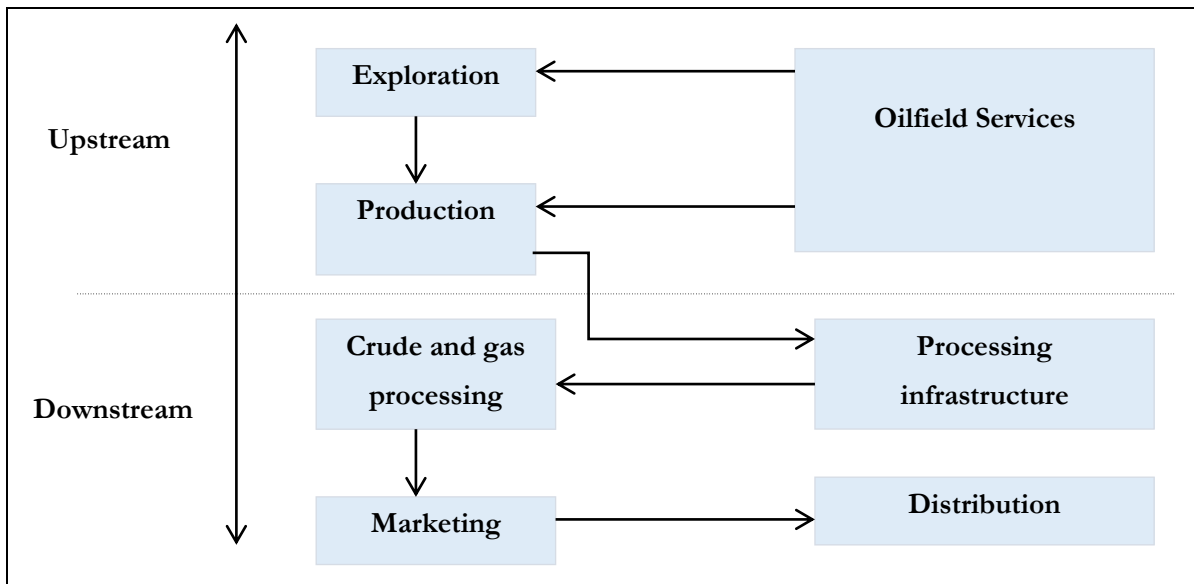 Exploration
Oilfield Services
Upstream
Production
Crude and gas
processing
Processing
infrastructure
Downstream
Distribution
Marketing